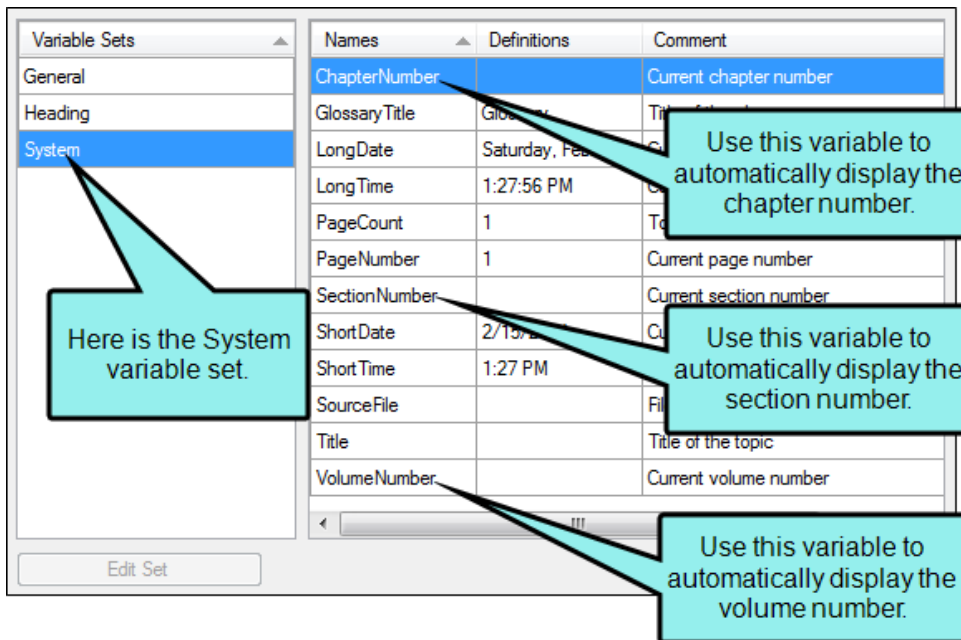 Variable Sets
General
Heading
System
Edit Set
Names Definitions Comment
ChapterNumber Current chapter number
GlossaryTitle
LongDate Saturday,
LongTime 1:27:56 PM
PageCount 1
PageNumber 1 Current page number
SectionNumber Current section number
ShortDate
ShortTime 1:27 PM
SourceFile
Title Title of the topic
VolumeNumber Current volume number
Here is the System
variable set.
Use this variable to
automatically display the
chapter number.
Use this variable to
automatically display the
section number.
Use this variable to
automatically display the
volume number.